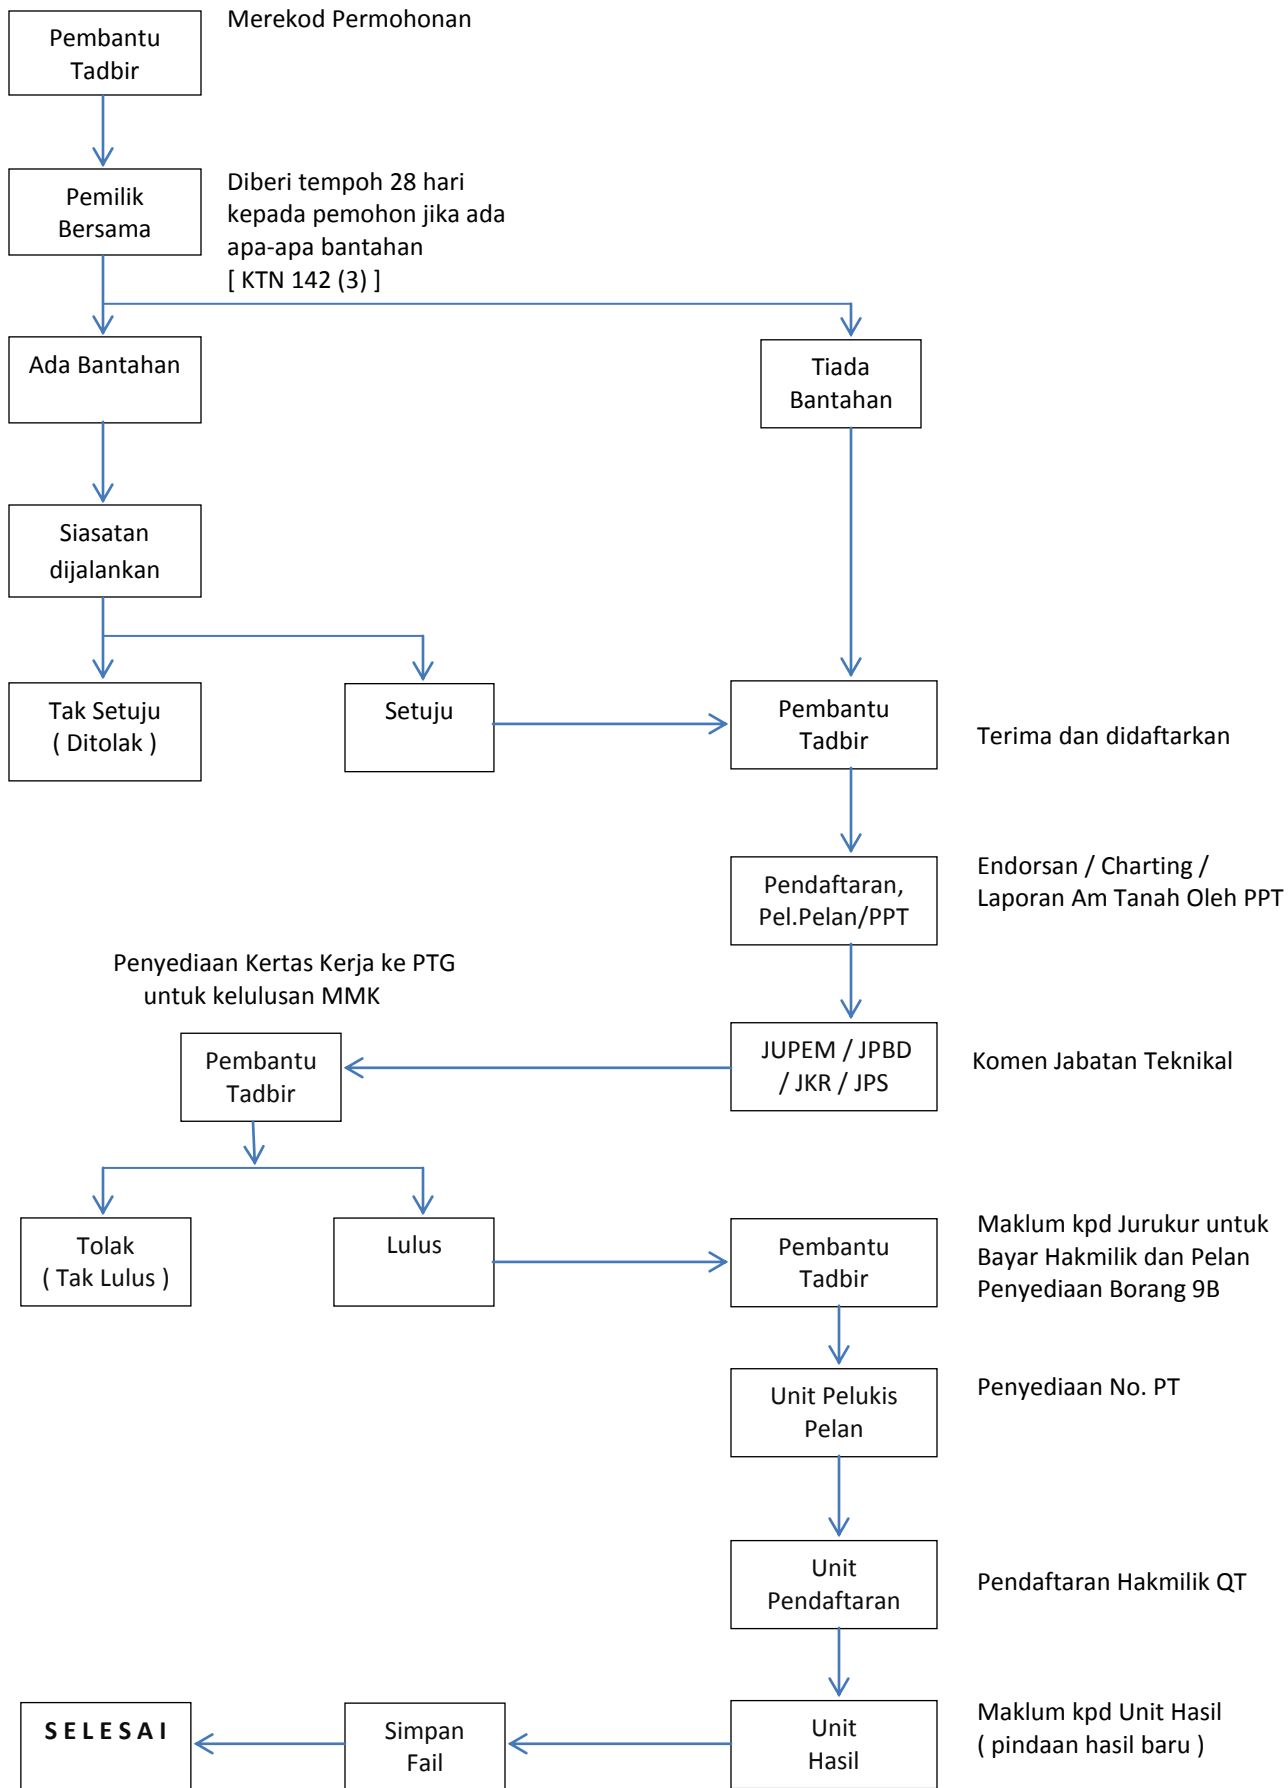 Pembantu
Tadbir
Merekod Permohonan
Pemilik
Bersama
Diberi tempoh 28 hari
kepada pemohon jika ada
apa-apa bantahan
[ KTN 142 (3) ]
Ada Bantahan
Tiada
Bantahan
Siasatan
dijalankan
Tak Setuju
( Ditolak )
Setuju
Pembantu
Tadbir
Terima dan didaftarkan
Pendaftaran,
Pel.Pelan/PPT
Endorsan / Charting /
Laporan Am Tanah Oleh PPT
Penyediaan Kertas Kerja ke PTG
untuk kelulusan MMK
Pembantu
Tadbir
JUPEM / JPBD
/ JKR / JPS
Komen Jabatan Teknikal
Tolak
( Tak Lulus )
Lulus
Pembantu
Tadbir
Maklum kpd Jurukur untuk
Bayar Hakmilik dan Pelan
Penyediaan Borang 9B
Unit Pelukis
Pelan
Penyediaan No. PT
Unit
Pendaftaran
Pendaftaran Hakmilik QT
S E L E S A I
Simpan
Fail
Unit
Hasil
Maklum kpd Unit Hasil
( pindaan hasil baru )